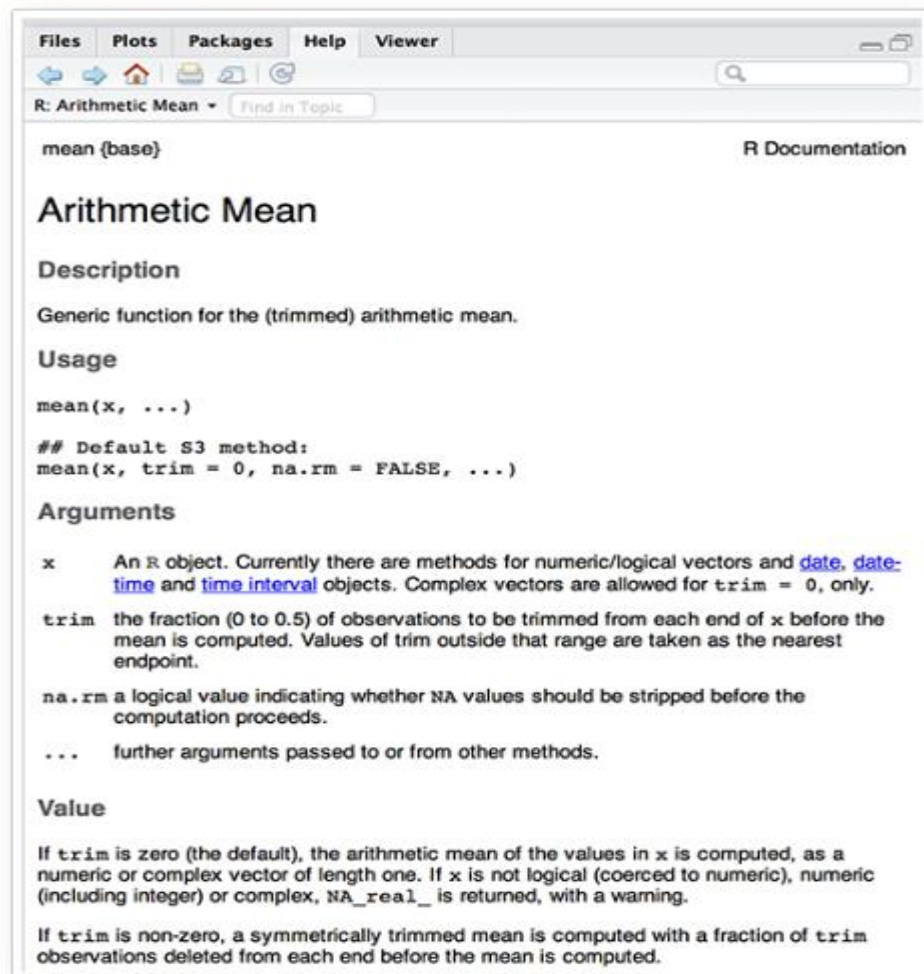 Files Plots Packages Help Viewer
R: Arithmetic Mean Find in Topic
mean {base} R Documentation
Arithmetic Mean
Description
Generic function for the (trimmed) arithmetic mean.
Usage
mean(x, ...)
## Default S3 method:
mean(x, trim = 0, na.rm = FALSE, ...)
Arguments
x An R object. Currently there are methods for numeric/logical vectors and date, date-
time and time interval objects. Complex vectors are allowed for trim = 0, only.
trim the fraction (0 to 0.5) of observations to be trimmed from each end of x before the
mean is computed. Values of trim outside that range are taken as the nearest
endpoint.
na.rm a logical value indicating whether NA values should be stripped before the
computation proceeds.
... further arguments passed to or from other methods.
Value
If trim is zero (the default), the arithmetic mean of the values in x is computed, as a
numeric or complex vector of length one. If x is not logical (coerced to numeric), numeric
(including integer) or complex, NA_real_ is returned, with a warning.
If trim is non-zero, a symmetrically trimmed mean is computed with a fraction of trim
observations deleted from each end before the mean is computed.